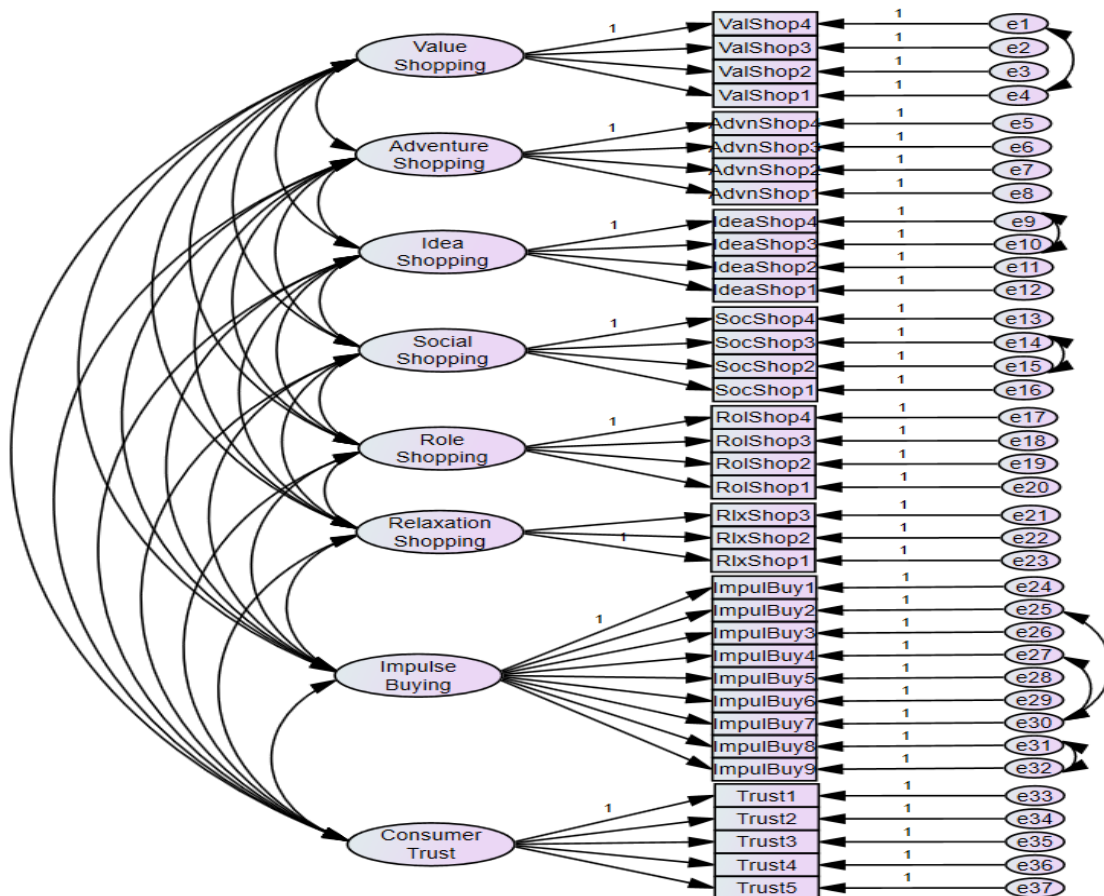 Value
Shopping
1
ValShop4
1
e1
ValShop3
1
e2
ValShop2
1
e3
ValShop1
1
e4
Adventure
Shopping
1
AdvnShop4
1
e5
AdvnShop3
1
e6
AdvnShop2
1
e7
AdvnShop1
1
e8
Idea
Shopping
1
IdeaShop4
1
e9
IdeaShop3
1
e10
IdeaShop2
1
e11
IdeaShop1
1
e12
Social
Shopping
1
SocShop4
1
e13
SocShop3
1
e14
SocShop2
1
e15
SocShop1
1
e16
Role
Shopping
1
RolShop4
1
e17
RolShop3
1
e18
RolShop2
1
e19
RolShop1
1
e20
Relaxation
Shopping
1
RlxShop3
1
e21
RlxShop2
1
e22
RlxShop1
1
e23
Impulse
Buying
1
ImpulBuy1
1
e24
ImpulBuy2
1
e25
ImpulBuy3
1
e26
ImpulBuy4
1
e27
ImpulBuy5
1
e28
ImpulBuy6
1
e29
ImpulBuy7
1
e30
ImpulBuy8
1
e31
ImpulBuy9
1
e32
Consumer
Trust
1
Trust1
1
e33
Trust2
1
e34
Trust3
1
e35
Trust4
1
e36
Trust5
1
e37